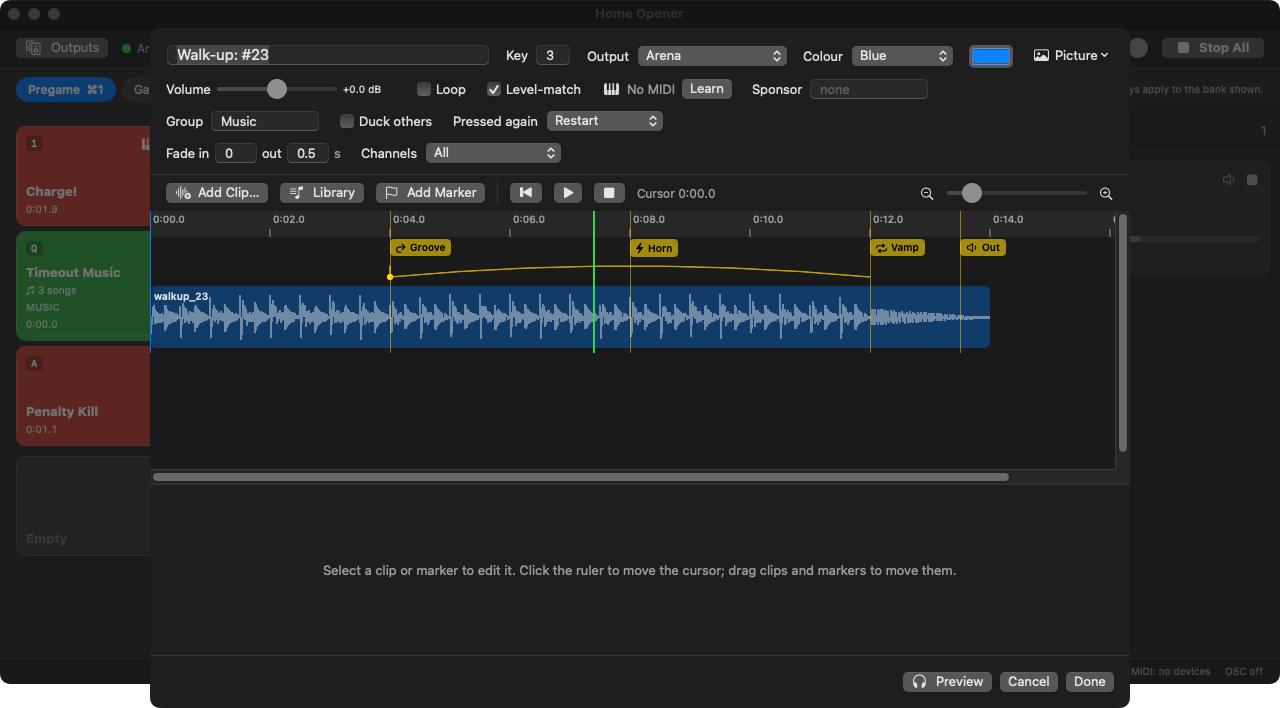 Home Opener
Outputs
Ar
Stop All
Pregame ⌘1
Ga
ys apply to the bank shown.
1
1
Charge!
0:01.9
Q
Timeout Music
3 songs
MUSIC
0:00.0
A
Penalty Kill
0:01.1
Empty
Walk-up: #23
Key 3
Output Arena
Colour Blue
Picture
Volume +0.0 dB
Loop
Level-match
No MIDI Learn
Sponsor none
Group Music
Duck others
Pressed again Restart
Fade in 0 out 0.5 s
Channels All
Add Clip...
Library
Add Marker
Cursor 0:00.0
0:00.0 0:02.0 0:04.0 0:06.0 0:08.0 0:10.0 0:12.0 0:14.0
Groove Horn Vamp Out
walkup_23
Select a clip or marker to edit it. Click the ruler to move the cursor; drag clips and markers to move them.
MIDI: no devices OSC off
Preview Cancel Done